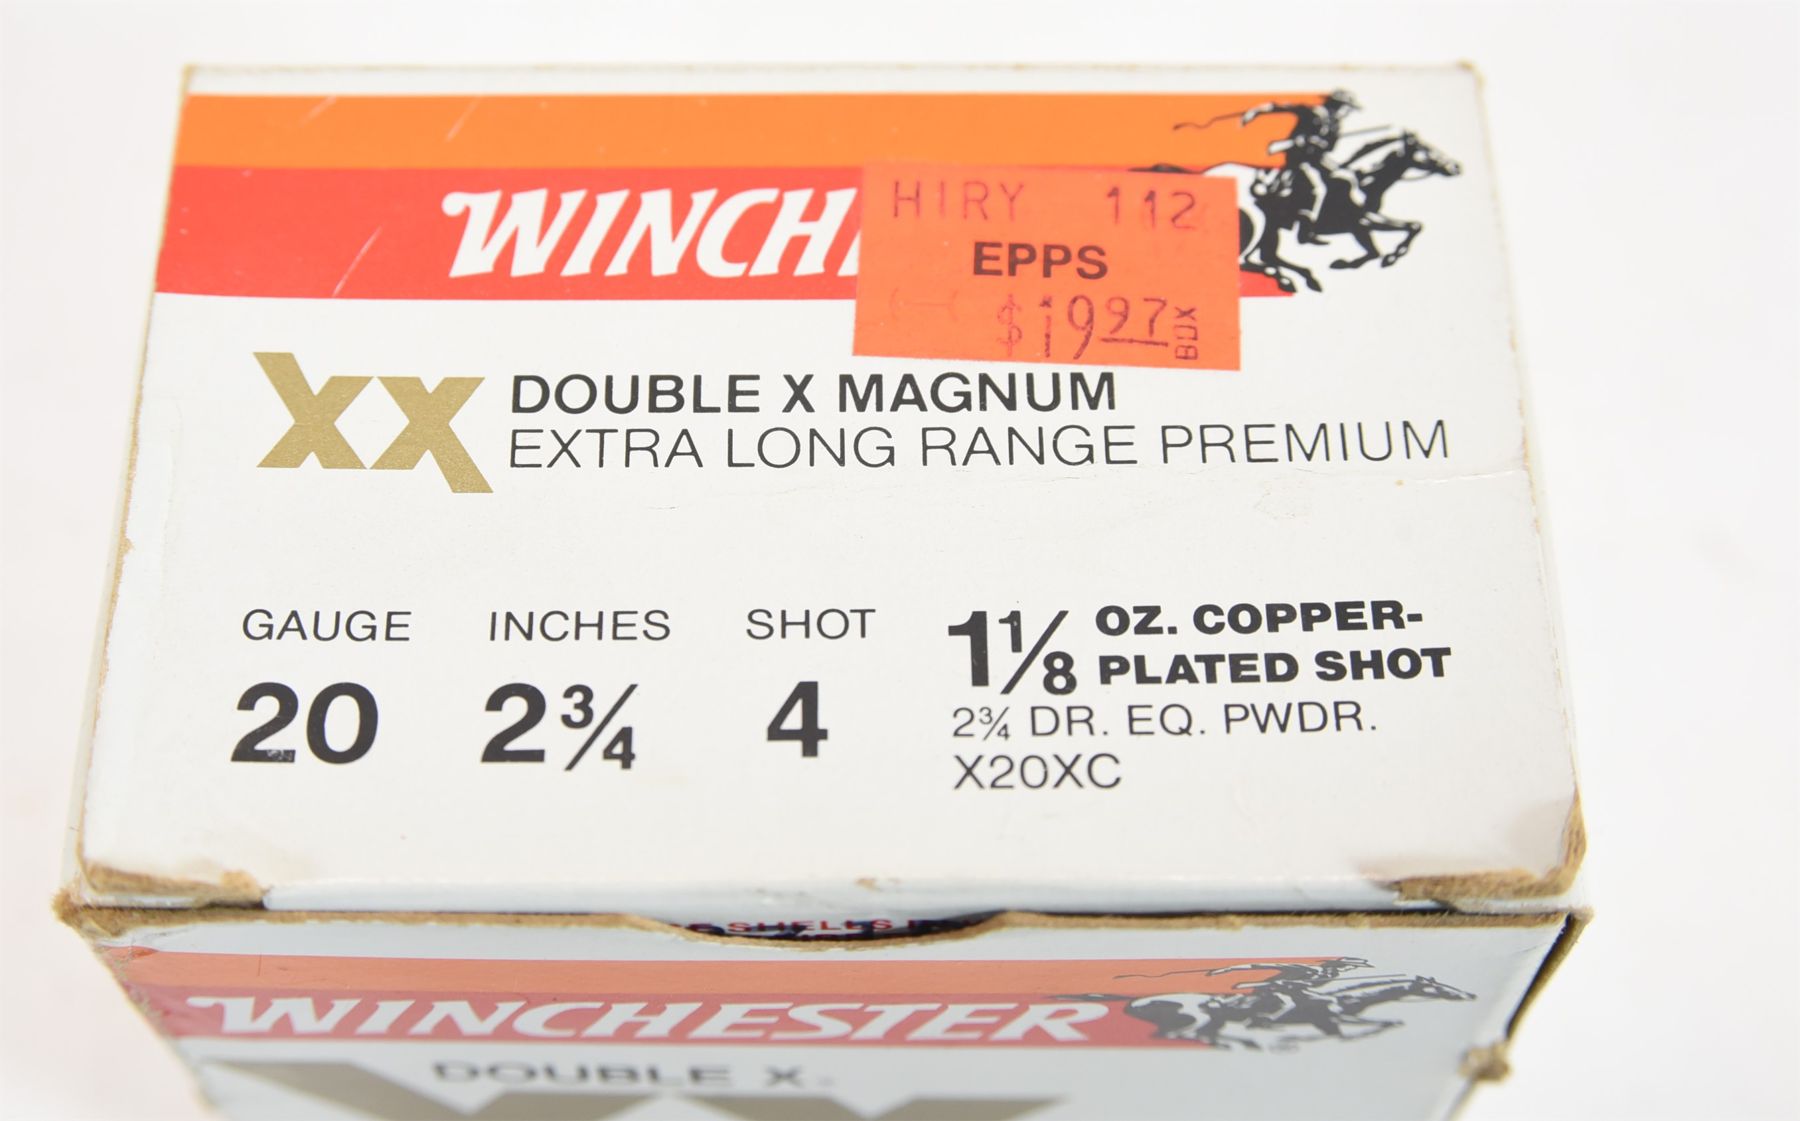 WINCH
HIRY 112
EPPS
$19.97 BOX
XX DOUBLE X MAGNUM
EXTRA LONG RANGE PREMIUM
GAUGE INCHES SHOT
20 2¾ 4
1⅛ OZ. COPPER-
PLATED SHOT
2¾ DR. EQ. PWDR.
X20XC
SHELLS
WINCHESTER
DOUBLE X